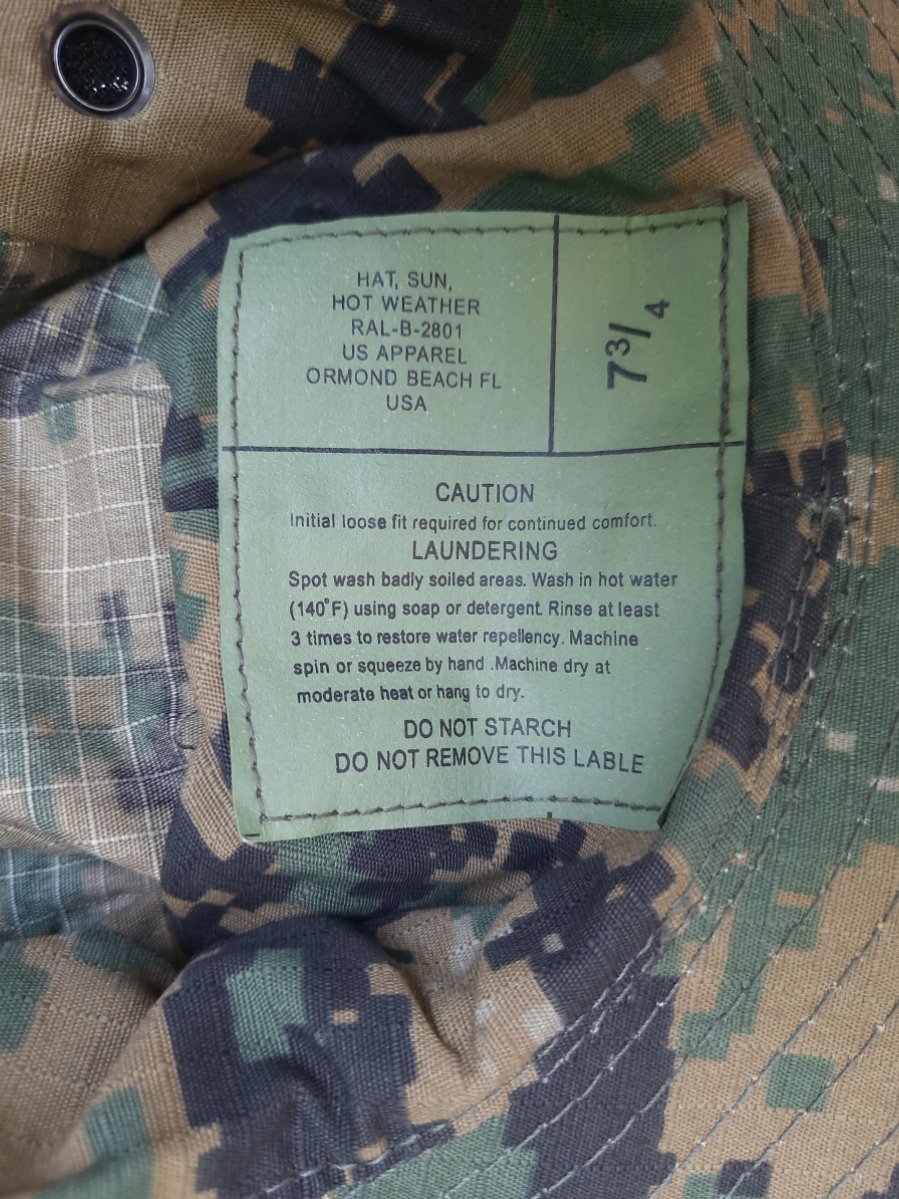 HAT, SUN,
HOT WEATHER
RAL-B-2801
US APPAREL
ORMOND BEACH FL
USA
7 3/4
CAUTION
Initial loose fit required for continued comfort.
LAUNDERING
Spot wash badly soiled areas. Wash in hot water
(140°F) using soap or detergent. Rinse at least
3 times to restore water repellency. Machine
spin or squeeze by hand .Machine dry at
moderate heat or hang to dry.
DO NOT STARCH
DO NOT REMOVE THIS LABLE